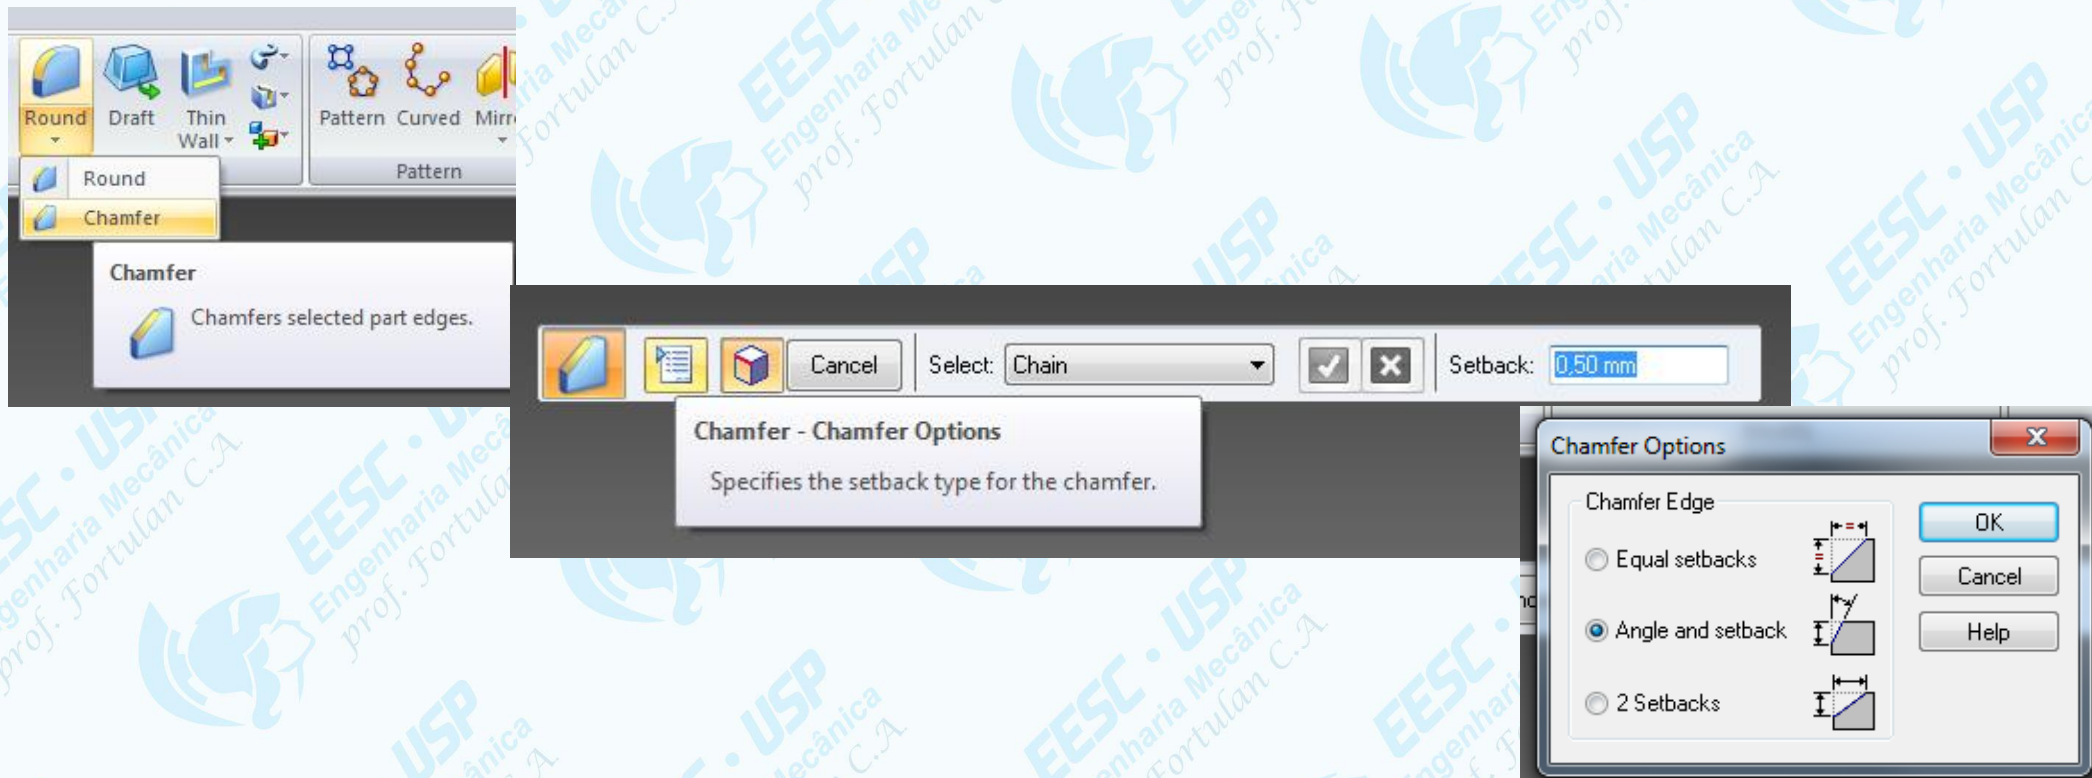 Round
Draft
Thin
Wall
Pattern
Curved
Mirr
Round
Chamfer
Pattern
Chamfer
Chamfers selected part edges.
Cancel
Select:
Chain
Setback:
0,50 mm
Chamfer - Chamfer Options
Specifies the setback type for the chamfer.
Chamfer Options
Chamfer Edge
Equal setbacks
Angle and setback
2 Setbacks
OK
Cancel
Help
EESC • USP
Engenharia Mecânica
prof. Fortulan C.A.